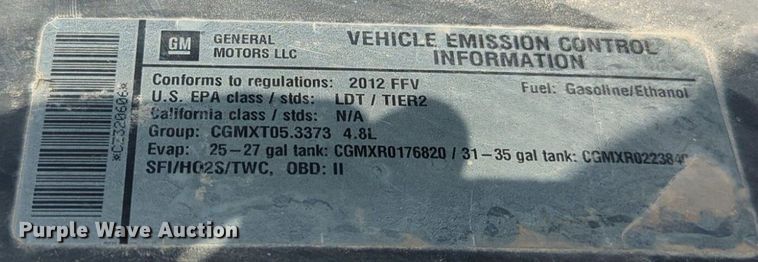 GM GENERAL MOTORS LLC
VEHICLE EMISSION CONTROL INFORMATION
Conforms to regulations: 2012 FFV
Fuel: Gasoline/Ethanol
U.S. EPA class / stds: LDT / TIER2
California class / stds: N/A
Group: CGMXT05.3373 4.8L
Evap: 25-27 gal tank: CGMXR0176820 / 31-35 gal tank:
SFI/HO2S/TWC, OBD: II
*CZ320606*
Purple Wave Auction